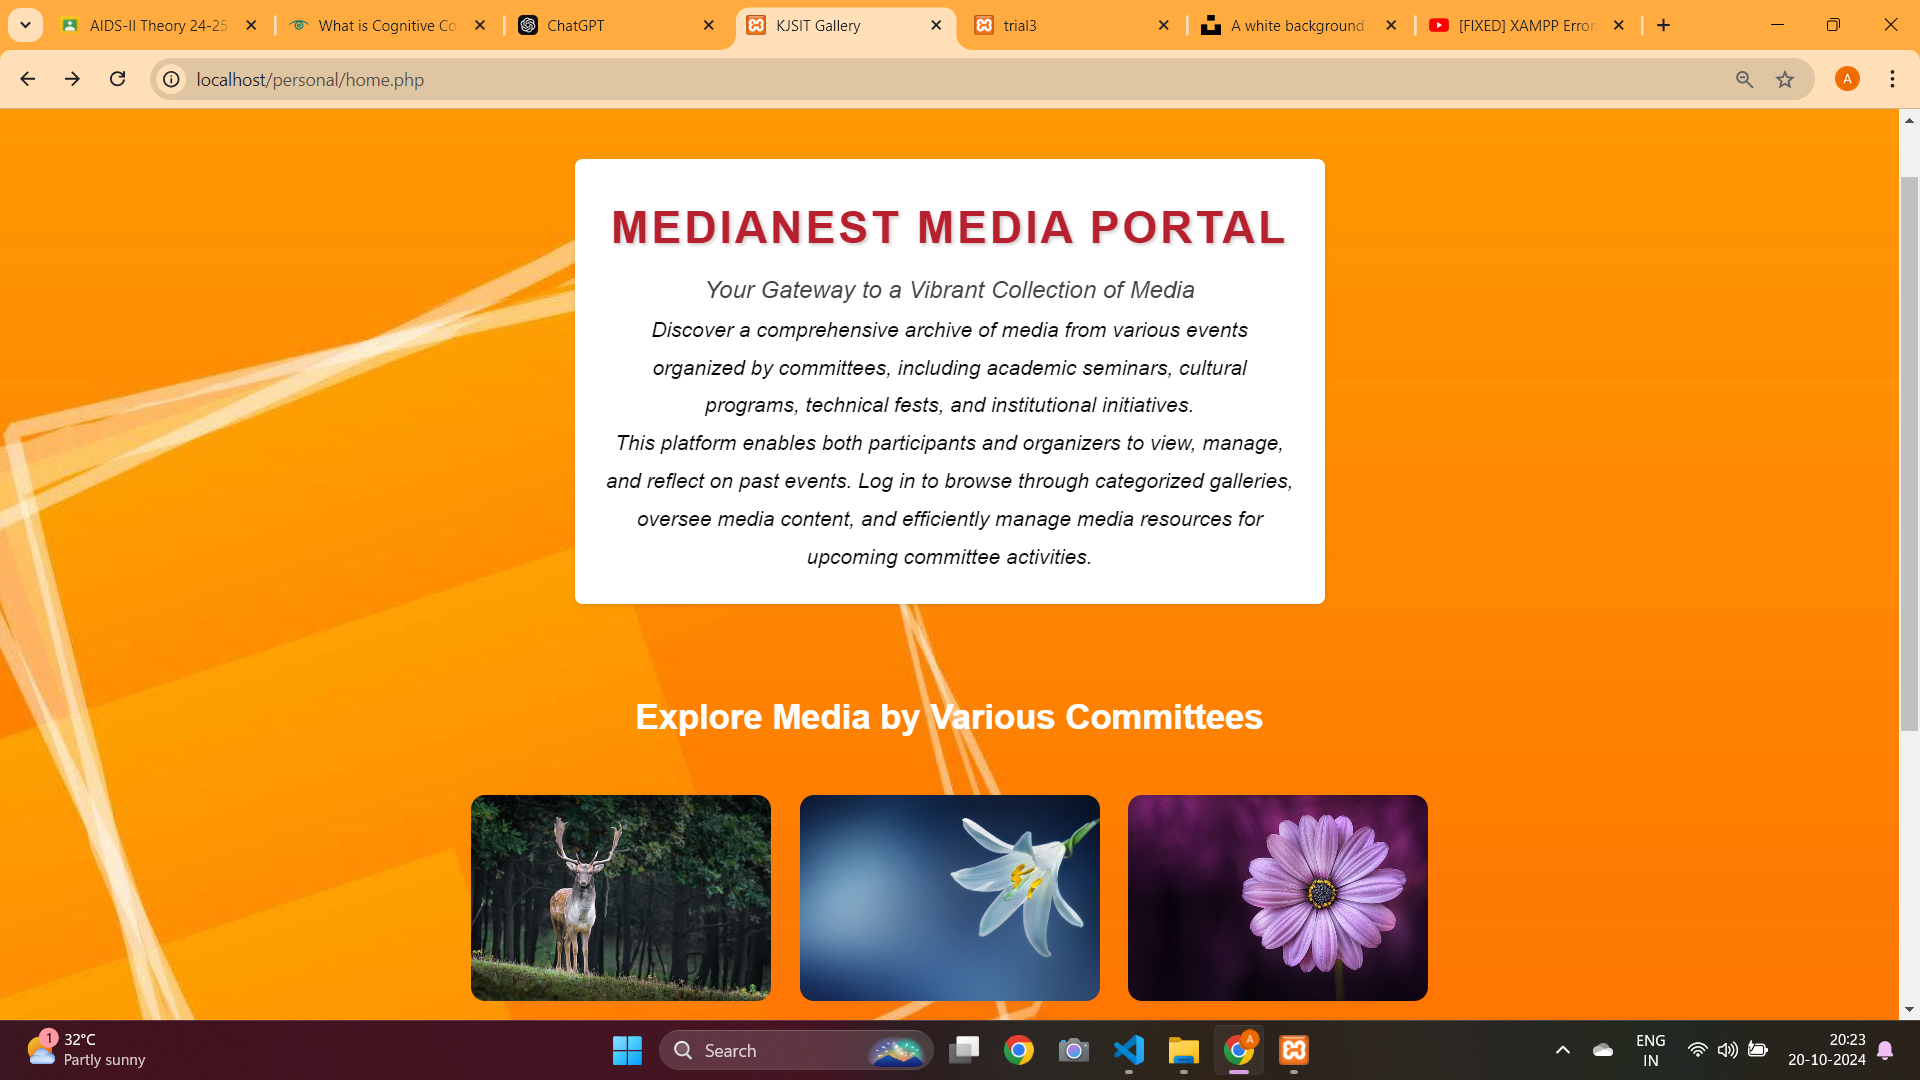 AIDS-II Theory 24-25
What is Cognitive Co
ChatGPT
KJSIT Gallery
trial3
A white background
[FIXED] XAMPP Error
localhost/personal/home.php
A
MEDIANEST MEDIA PORTAL
Your Gateway to a Vibrant Collection of Media
Discover a comprehensive archive of media from various events
organized by committees, including academic seminars, cultural
programs, technical fests, and institutional initiatives.
This platform enables both participants and organizers to view, manage,
and reflect on past events. Log in to browse through categorized galleries,
oversee media content, and efficiently manage media resources for
upcoming committee activities.
Explore Media by Various Committees
1
32°C
Partly sunny
Search
A
ENG
IN
20:23
20-10-2024